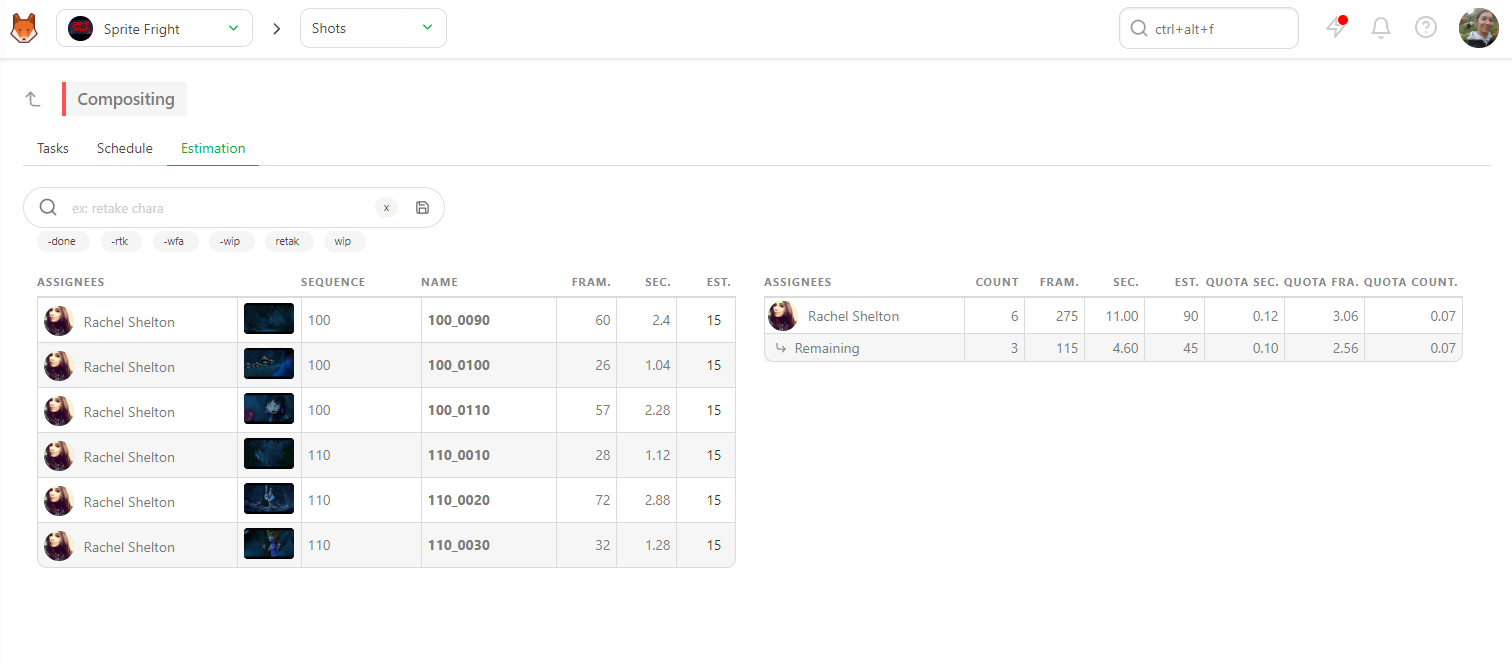 Sprite Fright
Shots
ctrl+alt+f
Compositing
Tasks Schedule Estimation
ex: retake chara x
-done -rtk -wfa -wip retak wip
ASSIGNEES SEQUENCE NAME FRAM. SEC. EST.
Rachel Shelton 100 100_0090 60 2.4 15
Rachel Shelton 100 100_0100 26 1.04 15
Rachel Shelton 100 100_0110 57 2.28 15
Rachel Shelton 110 110_0010 28 1.12 15
Rachel Shelton 110 110_0020 72 2.88 15
Rachel Shelton 110 110_0030 32 1.28 15
ASSIGNEES COUNT FRAM. SEC. EST. QUOTA SEC. QUOTA FRA. QUOTA COUNT.
Rachel Shelton 6 275 11.00 90 0.12 3.06 0.07
Remaining 3 115 4.60 45 0.10 2.56 0.07